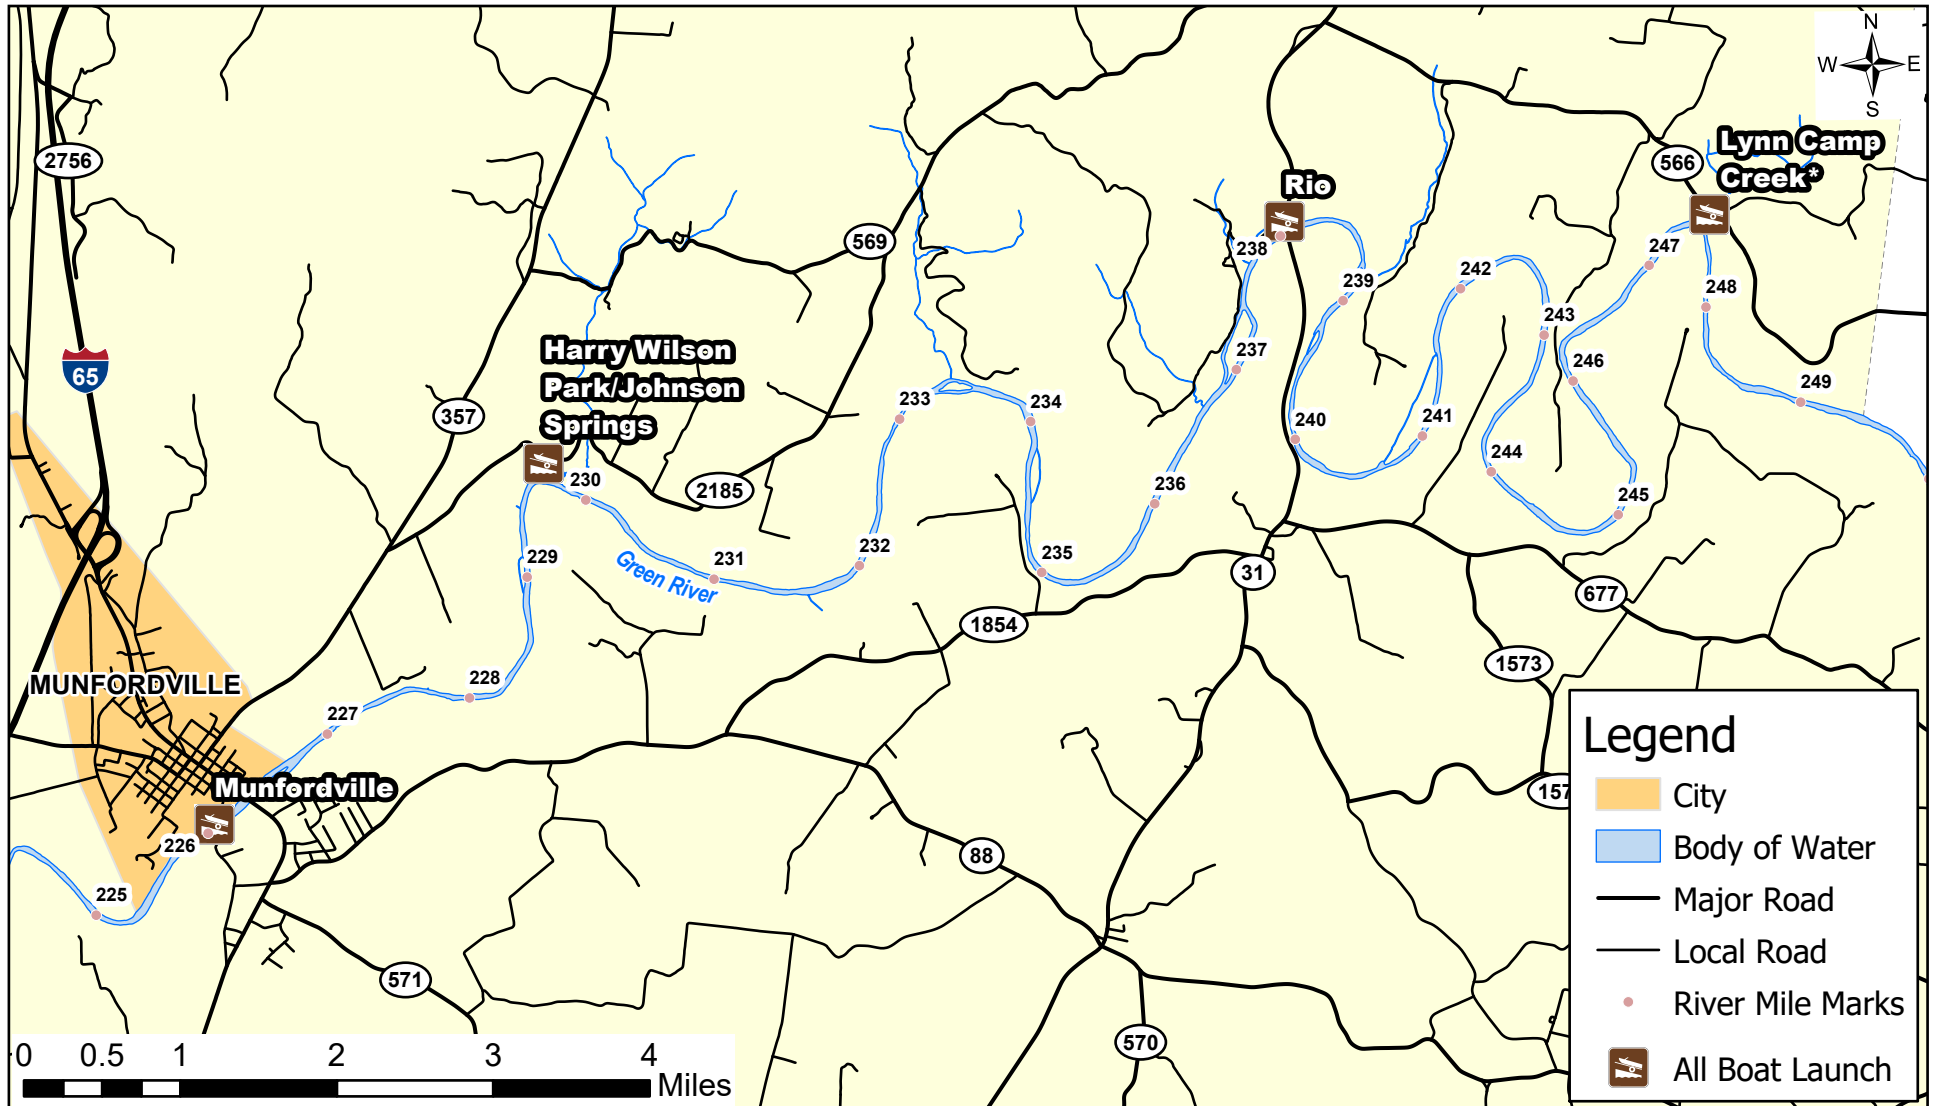 N
W E
S
2756
Lynn Camp
Creek*
566
Rio
569
238
247
239
242
248
65
Harry Wilson
Park/Johnson
Springs
243
237
246
249
357
233
234
240
241
244
230
2185
236
245
229
231
232
235
Green River
31
677
1854
1573
228
MUNFORDVILLE
227
Munfordville
226
225
88
157
571
570
Legend
City
Body of Water
Major Road
Local Road
River Mile Marks
All Boat Launch
0 0.5 1 2 3 4
Miles